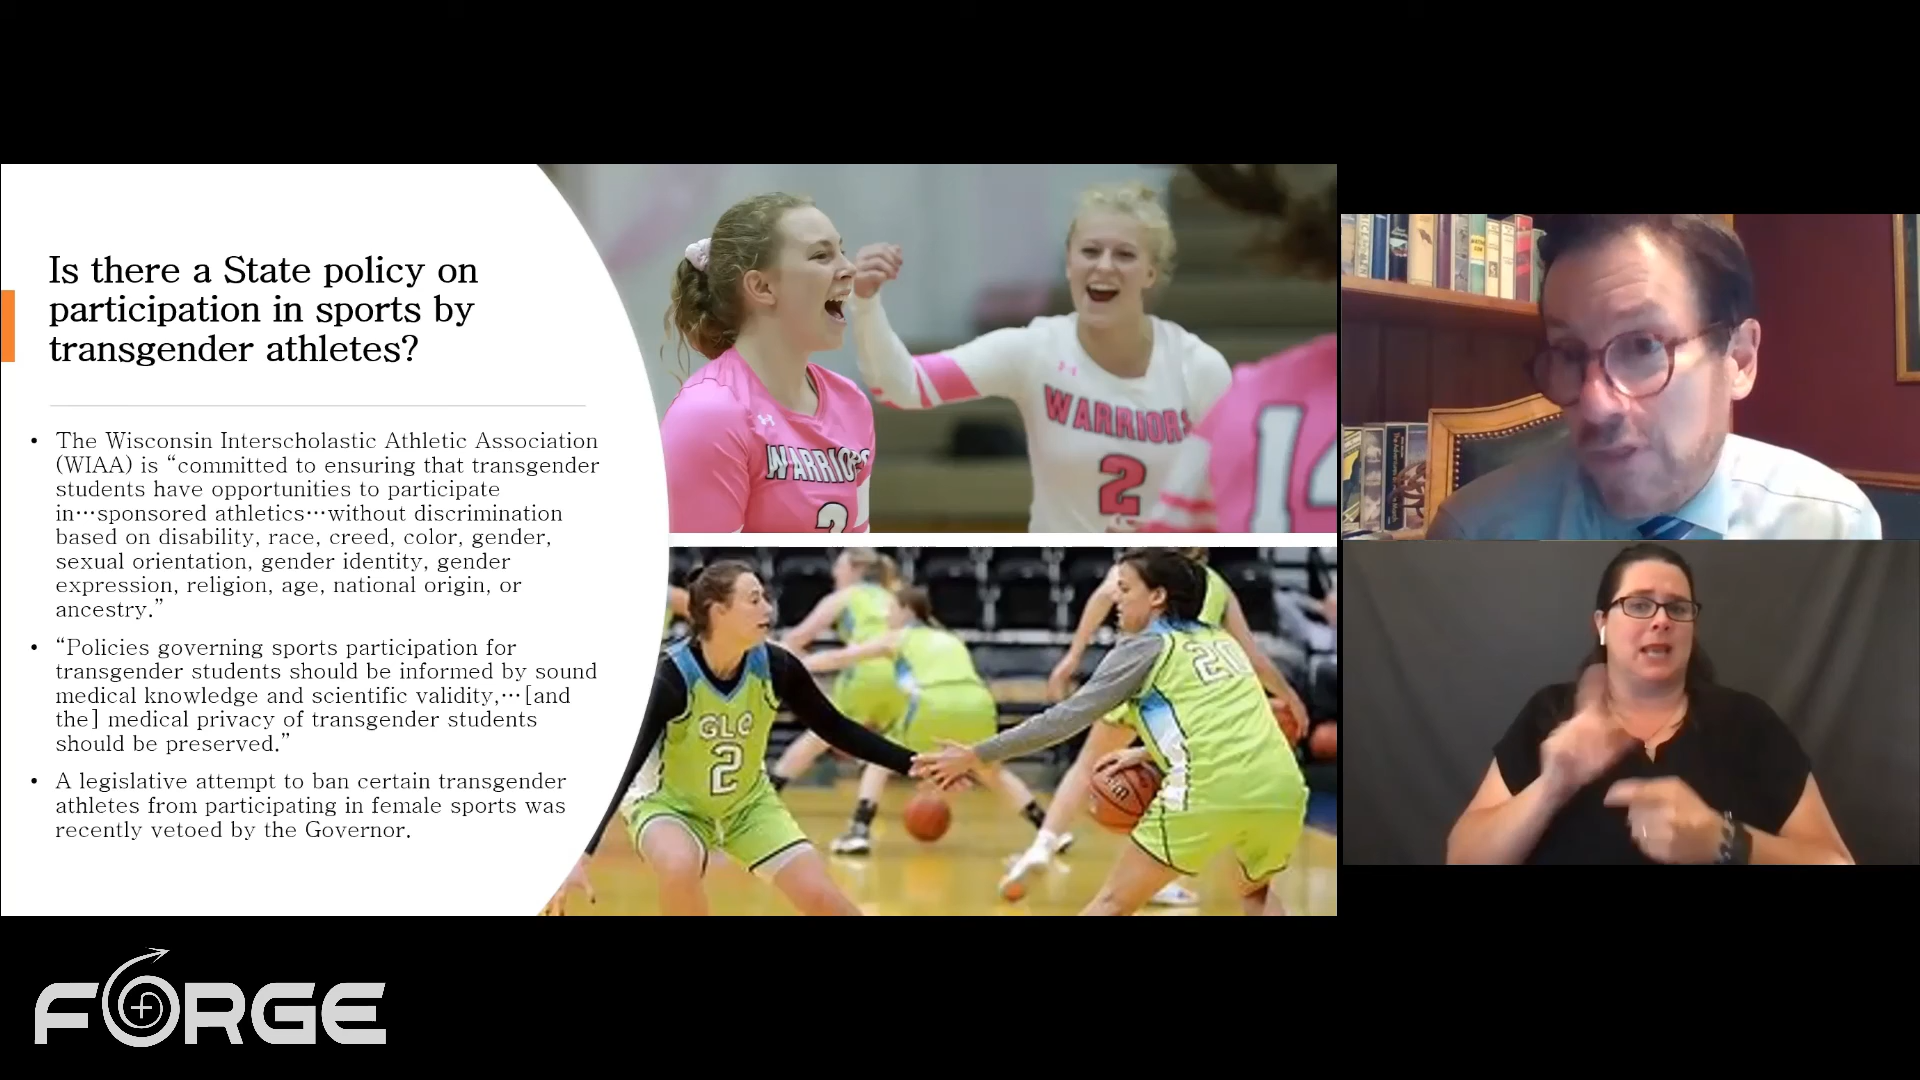 Is there a State policy on
participation in sports by
transgender athletes?
• The Wisconsin Interscholastic Athletic Association
(WIAA) is “committed to ensuring that transgender
students have opportunities to participate
in…sponsored athletics…without discrimination
based on disability, race, creed, color, gender,
sexual orientation, gender identity, gender
expression, religion, age, national origin, or
ancestry.”
• “Policies governing sports participation for
transgender students should be informed by sound
medical knowledge and scientific validity,…[and
the] medical privacy of transgender students
should be preserved.”
• A legislative attempt to ban certain transgender
athletes from participating in female sports was
recently vetoed by the Governor.
WARRIORS
2
WARRIORS
2
GLC
2
20
FORGE